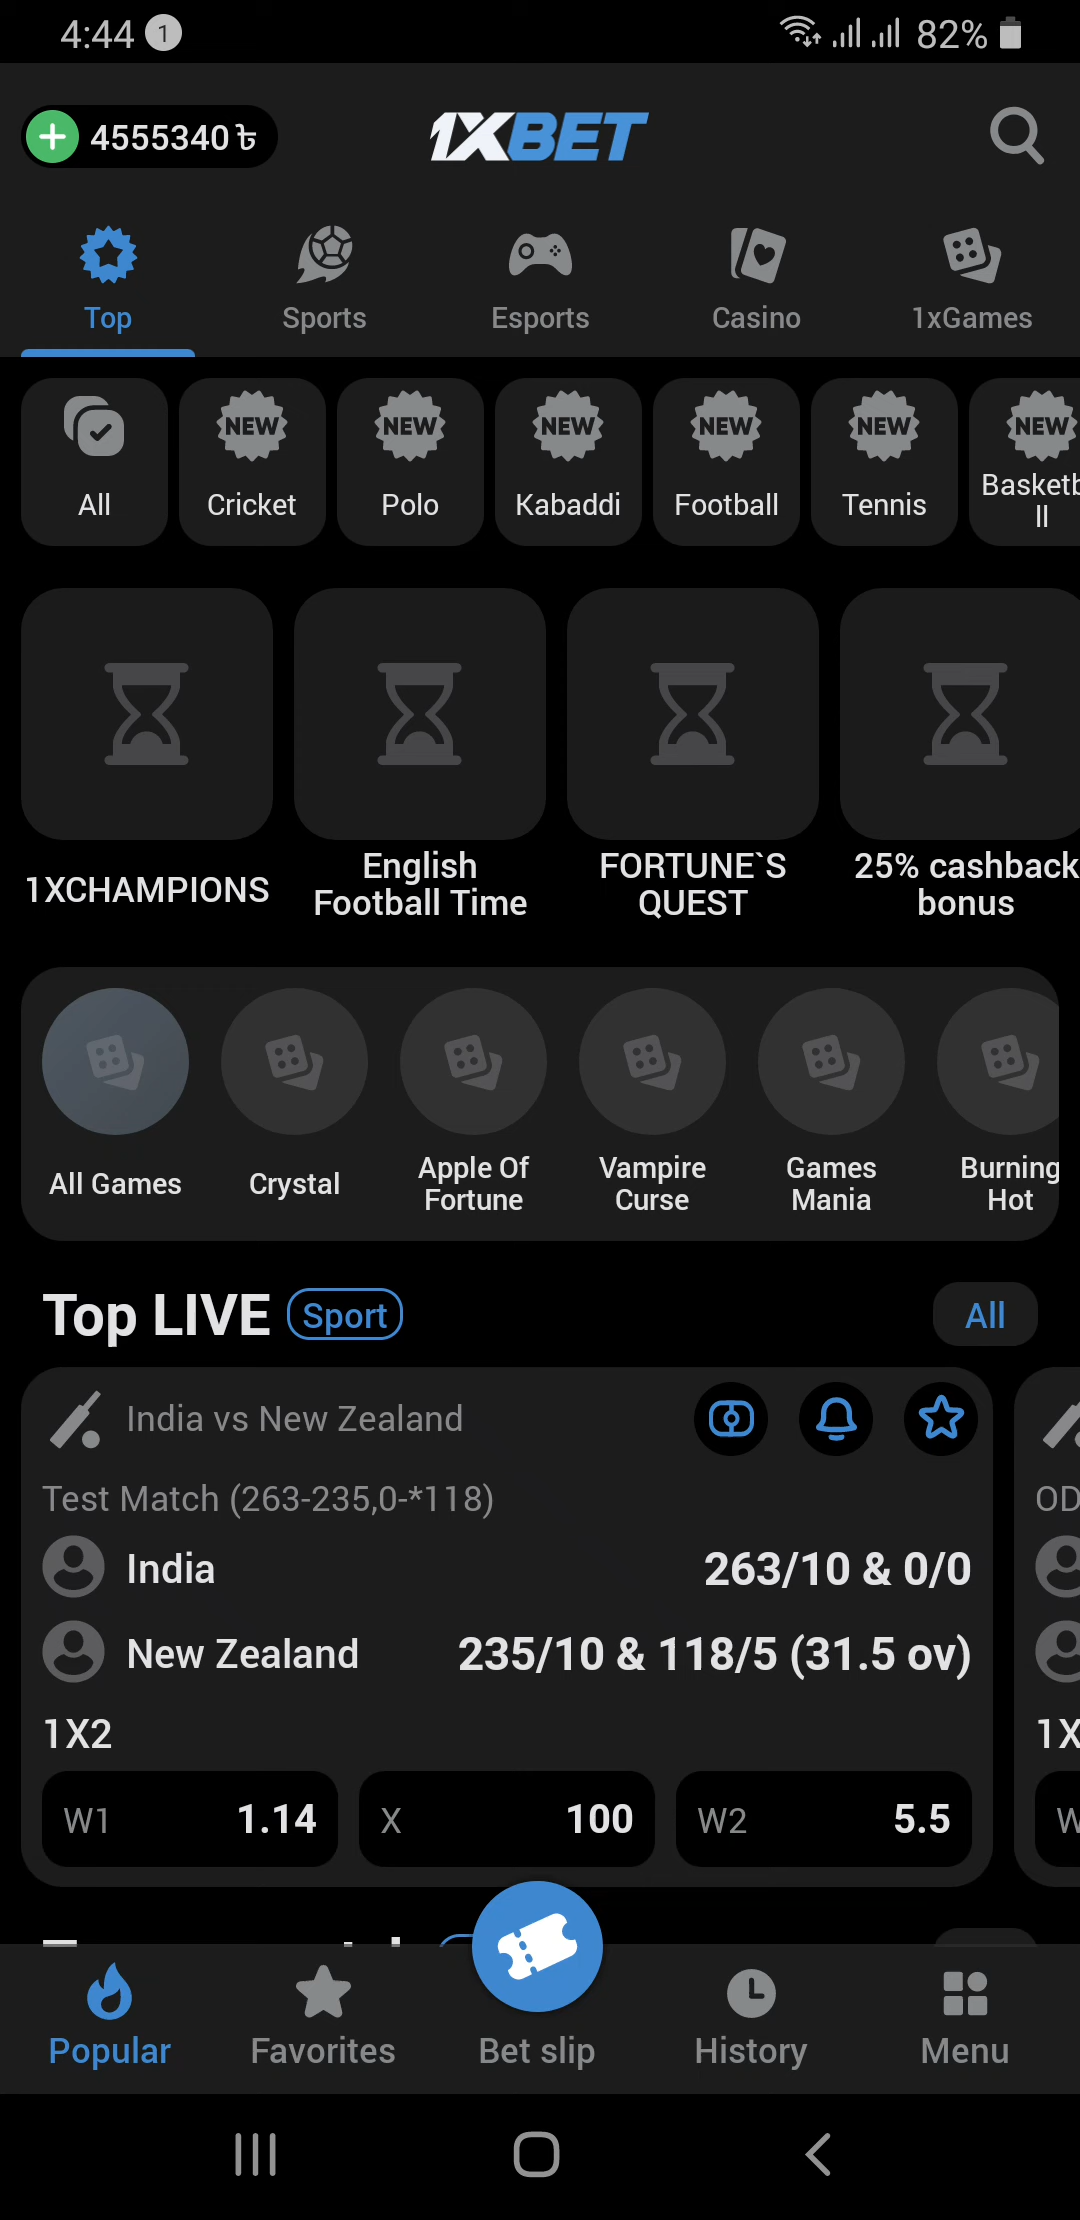 4:44 1 82%
4555340 ৳ 1XBET
Top Sports Esports Casino 1xGames
NEW NEW NEW NEW NEW NEW
All Cricket Polo Kabaddi Football Tennis Basketb
ll
1XCHAMPIONS English Football Time FORTUNE`S QUEST 25% cashback bonus
All Games Crystal Apple Of Fortune Vampire Curse Games Mania Burning Hot
Top LIVE Sport All
India vs New Zealand
Test Match (263-235,0-*118) OD
India 263/10 & 0/0
New Zealand 235/10 & 118/5 (31.5 ov)
1X2 1X
W1 1.14 X 100 W2 5.5 W
Popular Favorites Bet slip History Menu